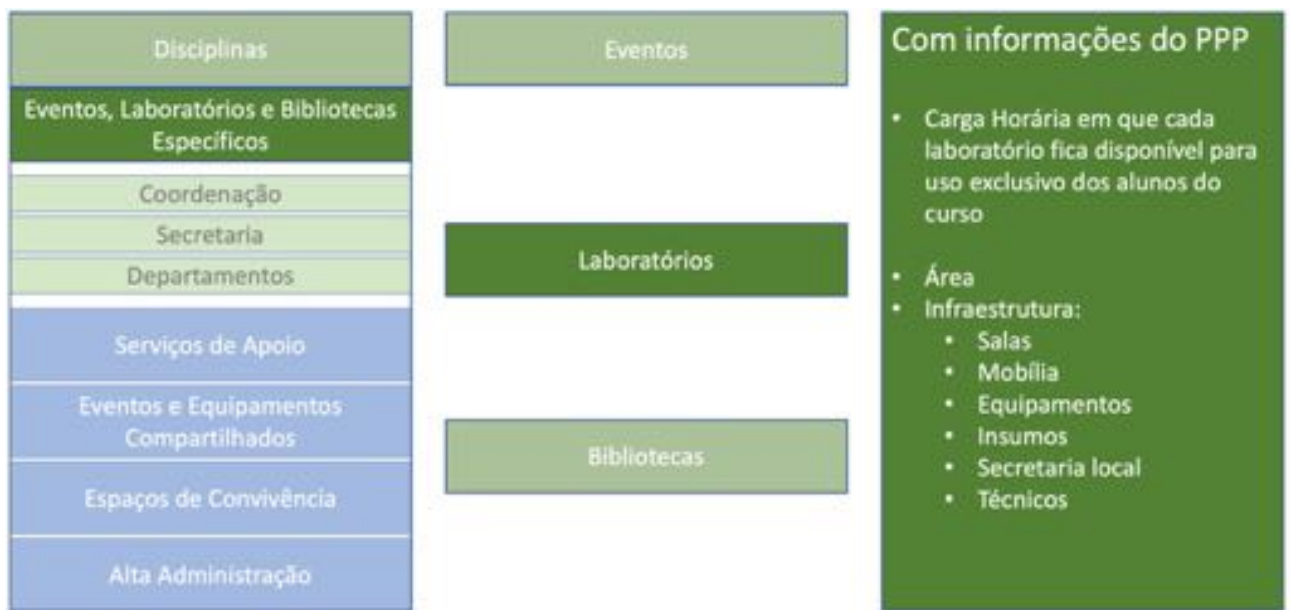 Disciplinas
Eventos, Laboratórios e Bibliotecas
Específicos
Coordenação
Secretaria
Departamentos
Serviços de Apoio
Eventos e Equipamentos
Compartilhados
Espaços de Convivência
Alta Administração
Eventos
Laboratórios
Bibliotecas
Com informações do PPP
• Carga Horária em que cada
laboratório fica disponível para
uso exclusivo dos alunos do
curso
• Área
• Infraestrutura:
• Salas
• Mobília
• Equipamentos
• Insumos
• Secretaria local
• Técnicos